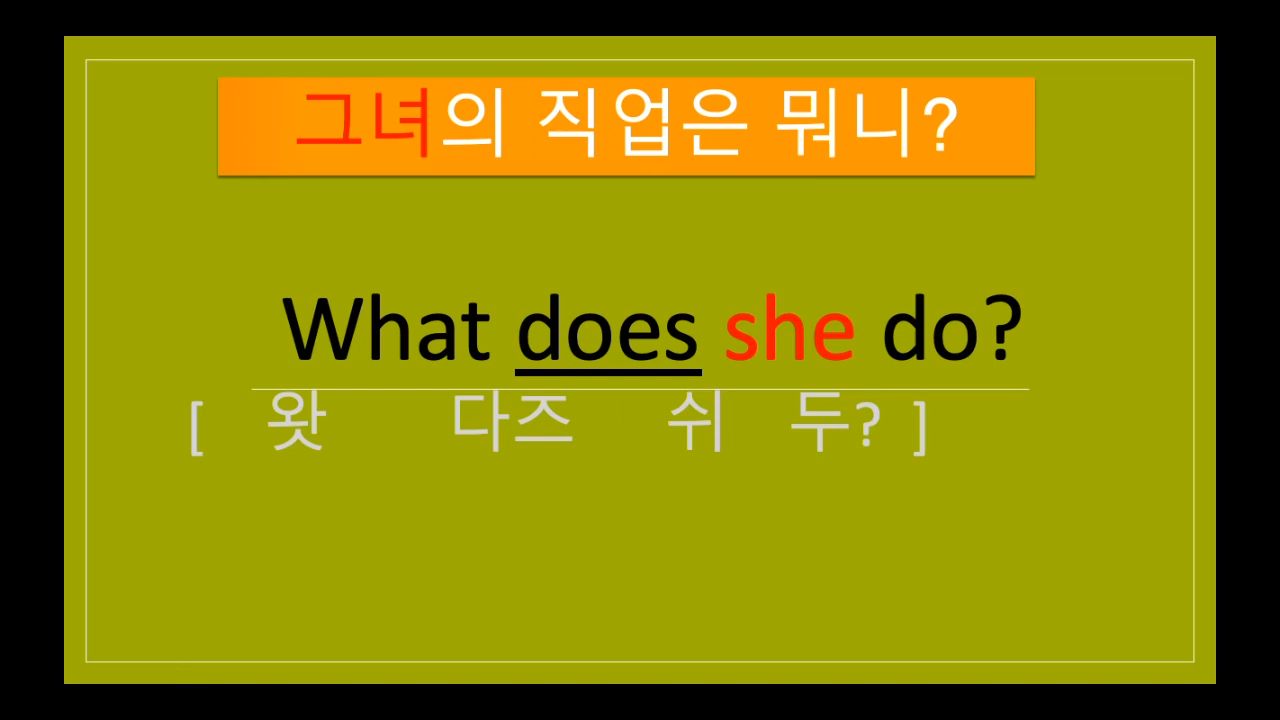 그녀의 직업은 뭐니?
What does she do?
[ 왓 다즈 쉬 두? ]